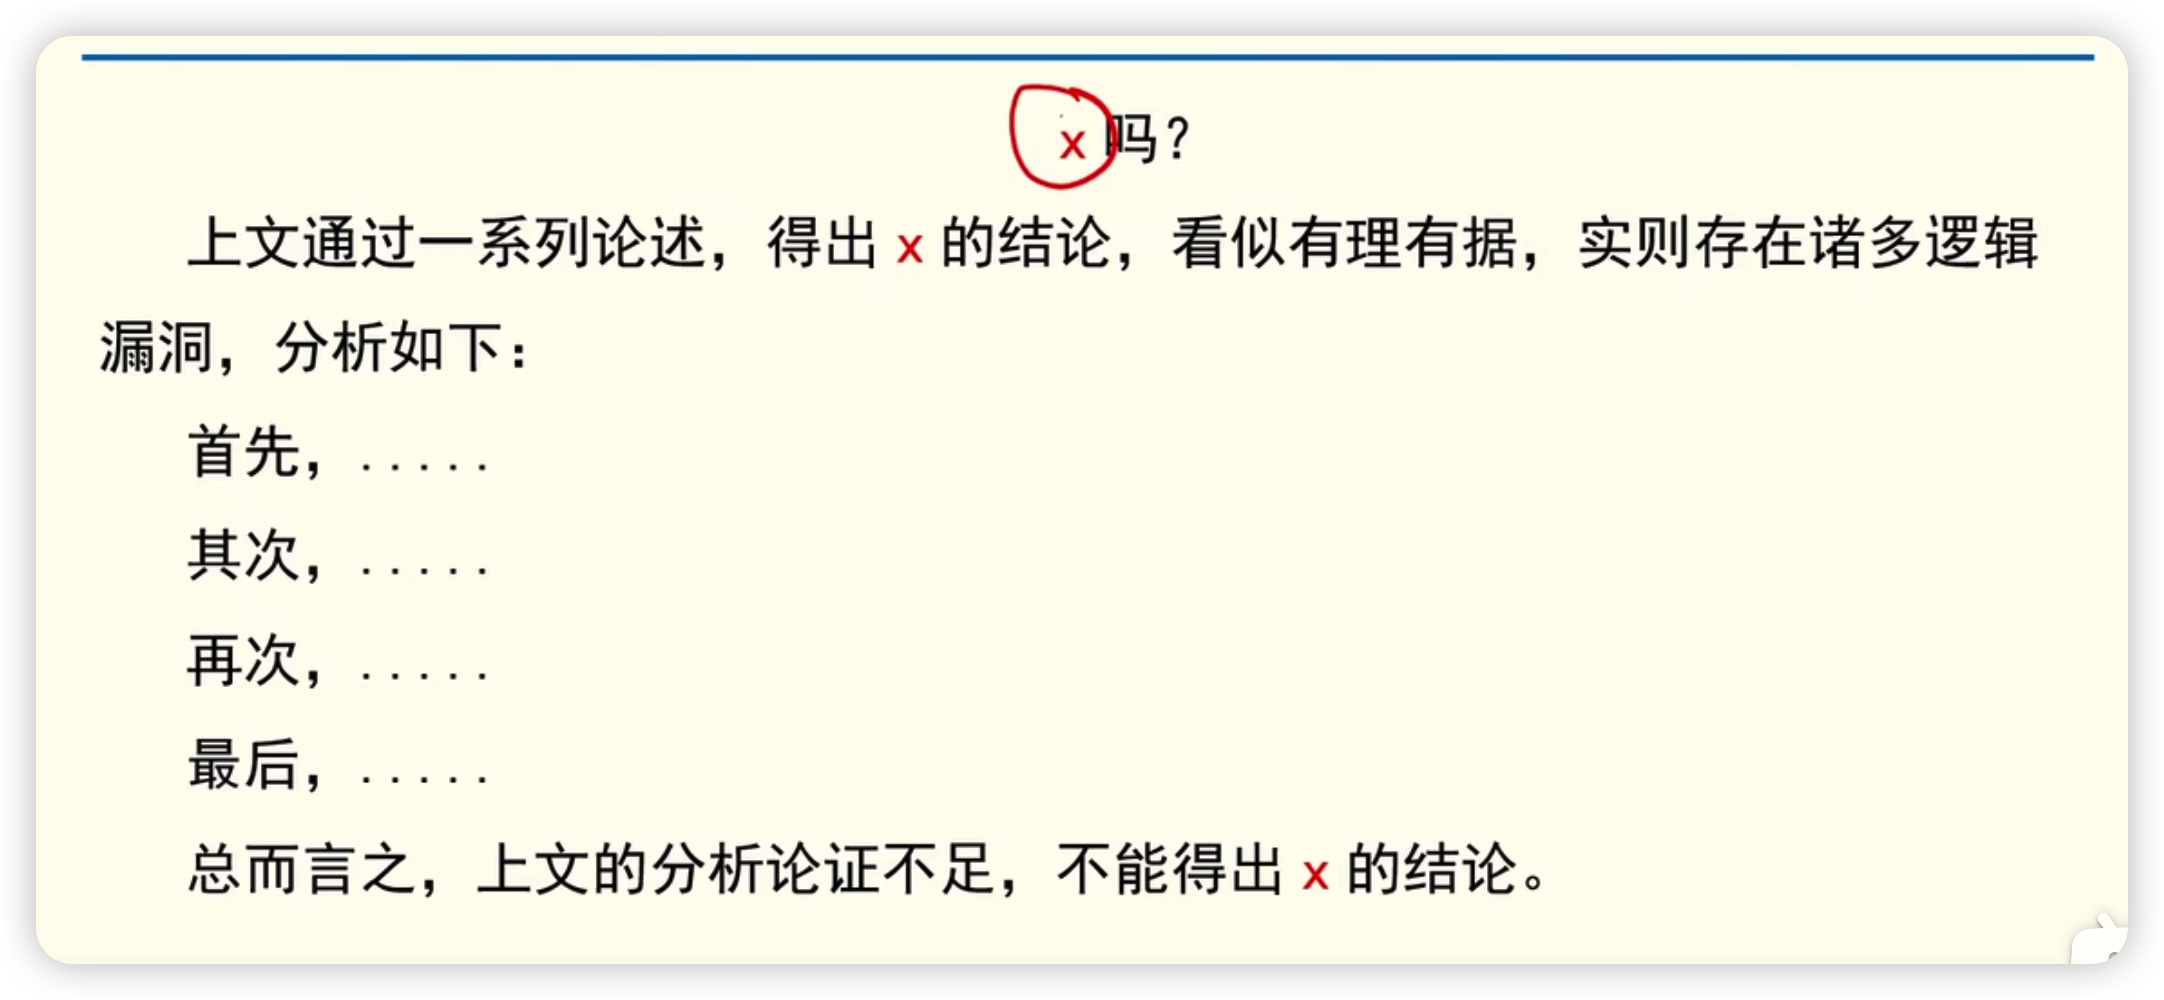 x 吗？
上文通过一系列论述，得出 x 的结论，看似有理有据，实则存在诸多逻辑
漏洞，分析如下：
首先，.....
其次，.....
再次，.....
最后，.....
总而言之，上文的分析论证不足，不能得出 x 的结论。